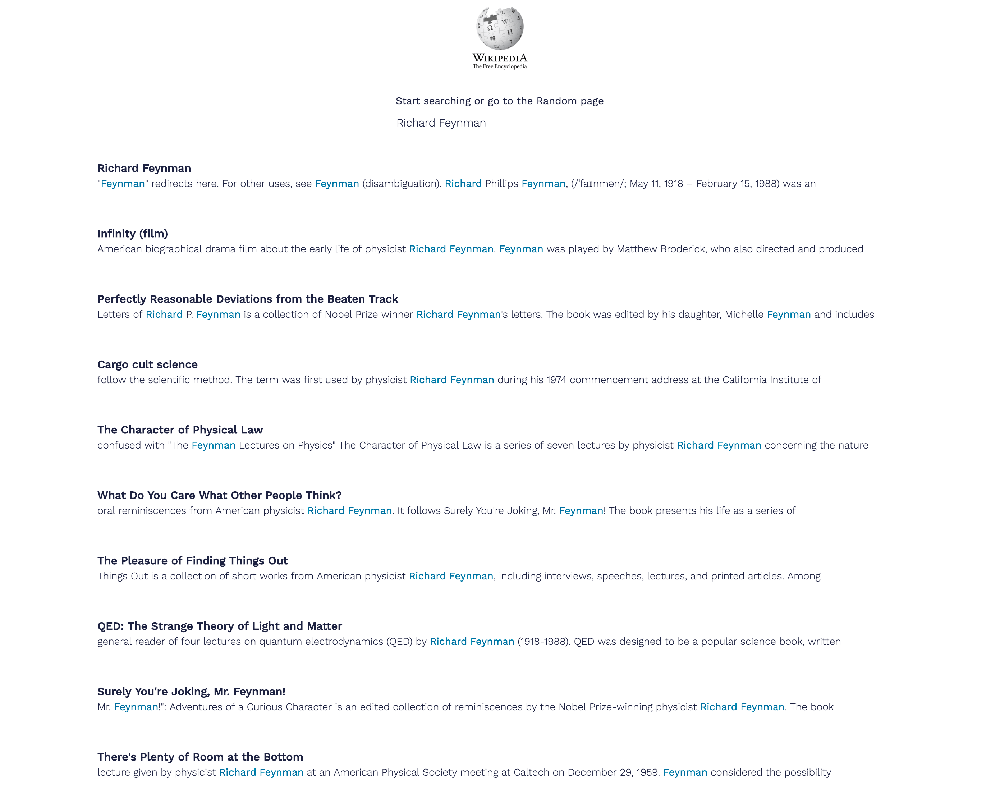 WIKIPEDIA
The Free Encyclopedia
Start searching or go to the Random page
Richard Feynman
Richard Feynman
"Feynman" redirects here. For other uses, see Feynman (disambiguation). Richard Phillips Feynman, (/ˈfaɪnmən/; May 11, 1918 – February 15, 1988) was an
Infinity (film)
American biographical drama film about the early life of physicist Richard Feynman. Feynman was played by Matthew Broderick, who also directed and produced
Perfectly Reasonable Deviations from the Beaten Track
Letters of Richard P. Feynman is a collection of Nobel Prize winner Richard Feynman's letters. The book was edited by his daughter, Michelle Feynman and includes
Cargo cult science
follow the scientific method. The term was first used by physicist Richard Feynman during his 1974 commencement address at the California Institute of
The Character of Physical Law
confused with "The Feynman Lectures on Physics" The Character of Physical Law is a series of seven lectures by physicist Richard Feynman concerning the nature
What Do You Care What Other People Think?
oral reminiscences from American physicist Richard Feynman. It follows Surely You're Joking, Mr. Feynman! The book presents his life as a series of
The Pleasure of Finding Things Out
Things Out is a collection of short works from American physicist Richard Feynman, including interviews, speeches, lectures, and printed articles. Among
QED: The Strange Theory of Light and Matter
general reader of four lectures on quantum electrodynamics (QED) by Richard Feynman (1918-1988). QED was designed to be a popular science book, written
Surely You're Joking, Mr. Feynman!
Mr. Feynman!": Adventures of a Curious Character is an edited collection of reminiscences by the Nobel Prize-winning physicist Richard Feynman. The book
There's Plenty of Room at the Bottom
lecture given by physicist Richard Feynman at an American Physical Society meeting at Caltech on December 29, 1959. Feynman considered the possibility